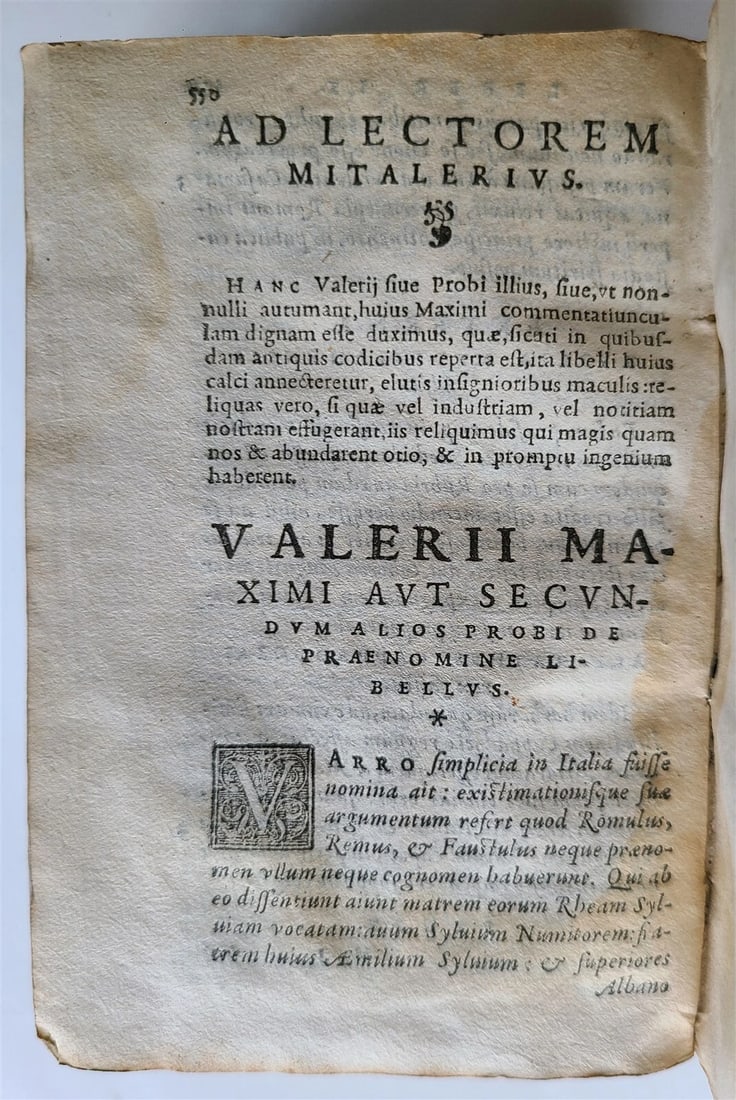 550
AD LECTOREM
MITALERIVS.
HANC Valerij ſiue Probi illius, ſiue,vt non-
nulli autumant,huius Maximi commentatiuncu-
lam dignam eſſe duximus, quæ,ſicuti in quibuſ-
dam antiquis codicibus reperta eſt,ita libelli huius
calci annecteretur, elutis inſignioribus maculis:re-
liquas vero, ſi quæ vel induſtriam, vel notitiam
noſtram effugerant,iis reliquimus qui magis quam
nos & abundarent otio, & in promptu ingenium
haberent.
VALERII MA-
XIMI AVT SECVN-
DVM ALIOS PROBI DE
PRAENOMINE LI-
BELLVS.
*
VARRO ſimplicia in Italia fuiſſe
nomina ait: exiſtimationiſque ſuæ
argumentum refert quod Romulus,
Remus, & Fauſtulus neque præno-
men vllum neque cognomen habuerunt. Qui ab
eo diſſentiunt aiunt matrem eorum Rheam Syl-
uiam vocatam:auum Syluium Numitorem:fra-
trem huius Æmilium Syluium: & ſuperiores
Albano